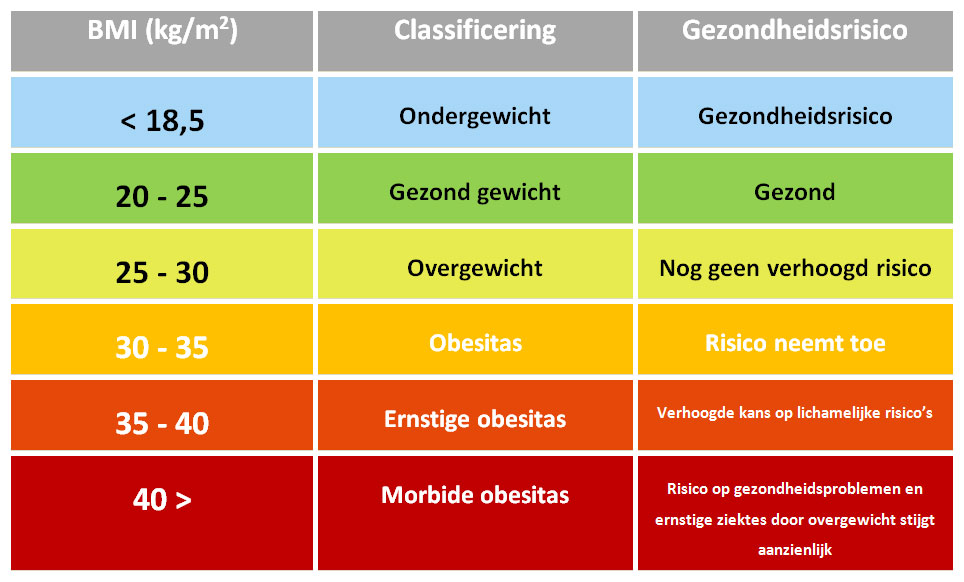 BMI (kg/m²) Classificering Gezondheidsrisico
< 18,5 Ondergewicht Gezondheidsrisico
20 - 25 Gezond gewicht Gezond
25 - 30 Overgewicht Nog geen verhoogd risico
30 - 35 Obesitas Risico neemt toe
35 - 40 Ernstige obesitas Verhoogde kans op lichamelijke risico's
40 > Morbide obesitas Risico op gezondheidsproblemen en
ernstige ziektes door overgewicht stijgt
aanzienlijk